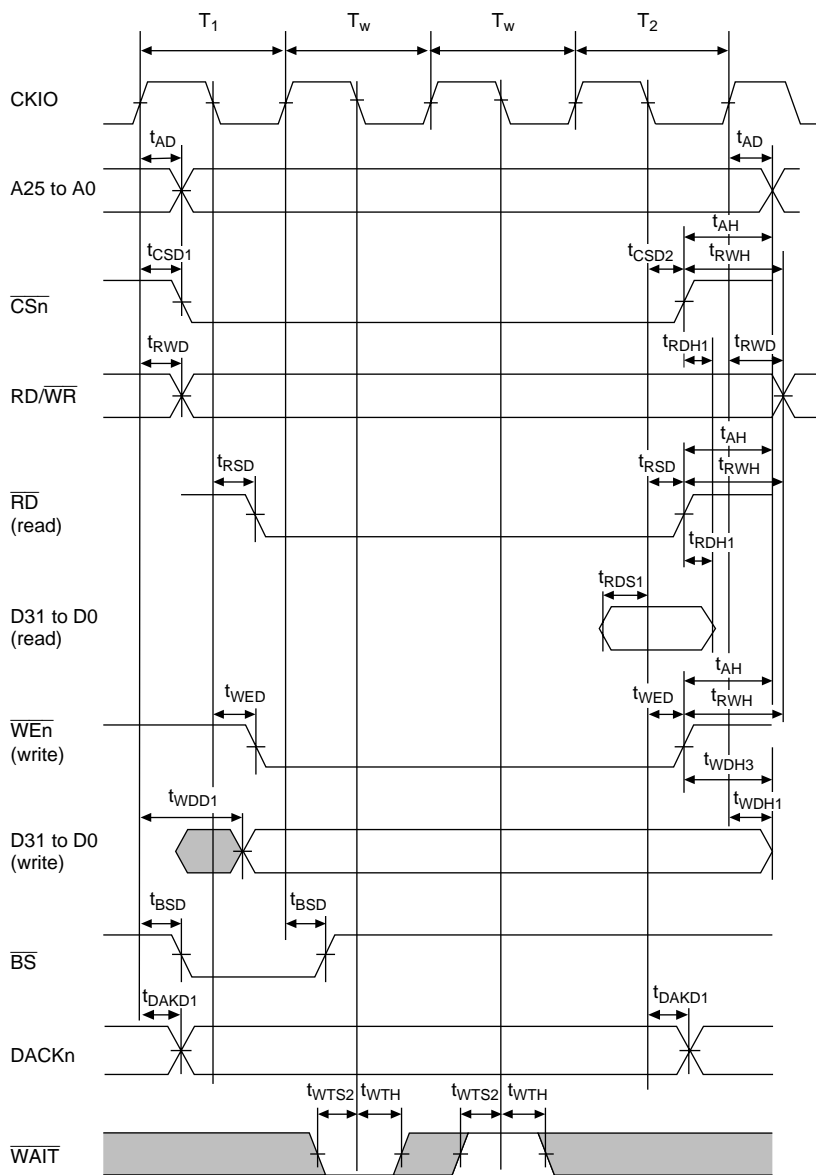 T1 Tw Tw T2
CKIO
tAD tAD
A25 to A0
tAH
tCSD1 tCSD2 tRWH
CSn
tRWD tRDH1 tRWD
RD/WR
tAH
tRSD tRSD tRWH
RD
(read)
tRDH1
tRDS1
D31 to D0
(read)
tAH
tWED tWED tRWH
WEn
(write)
tWDH3
tWDD1 tWDH1
D31 to D0
(write)
tBSD tBSD
BS
tDAKD1 tDAKD1
DACKn
tWTS2 tWTH tWTS2 tWTH
WAIT